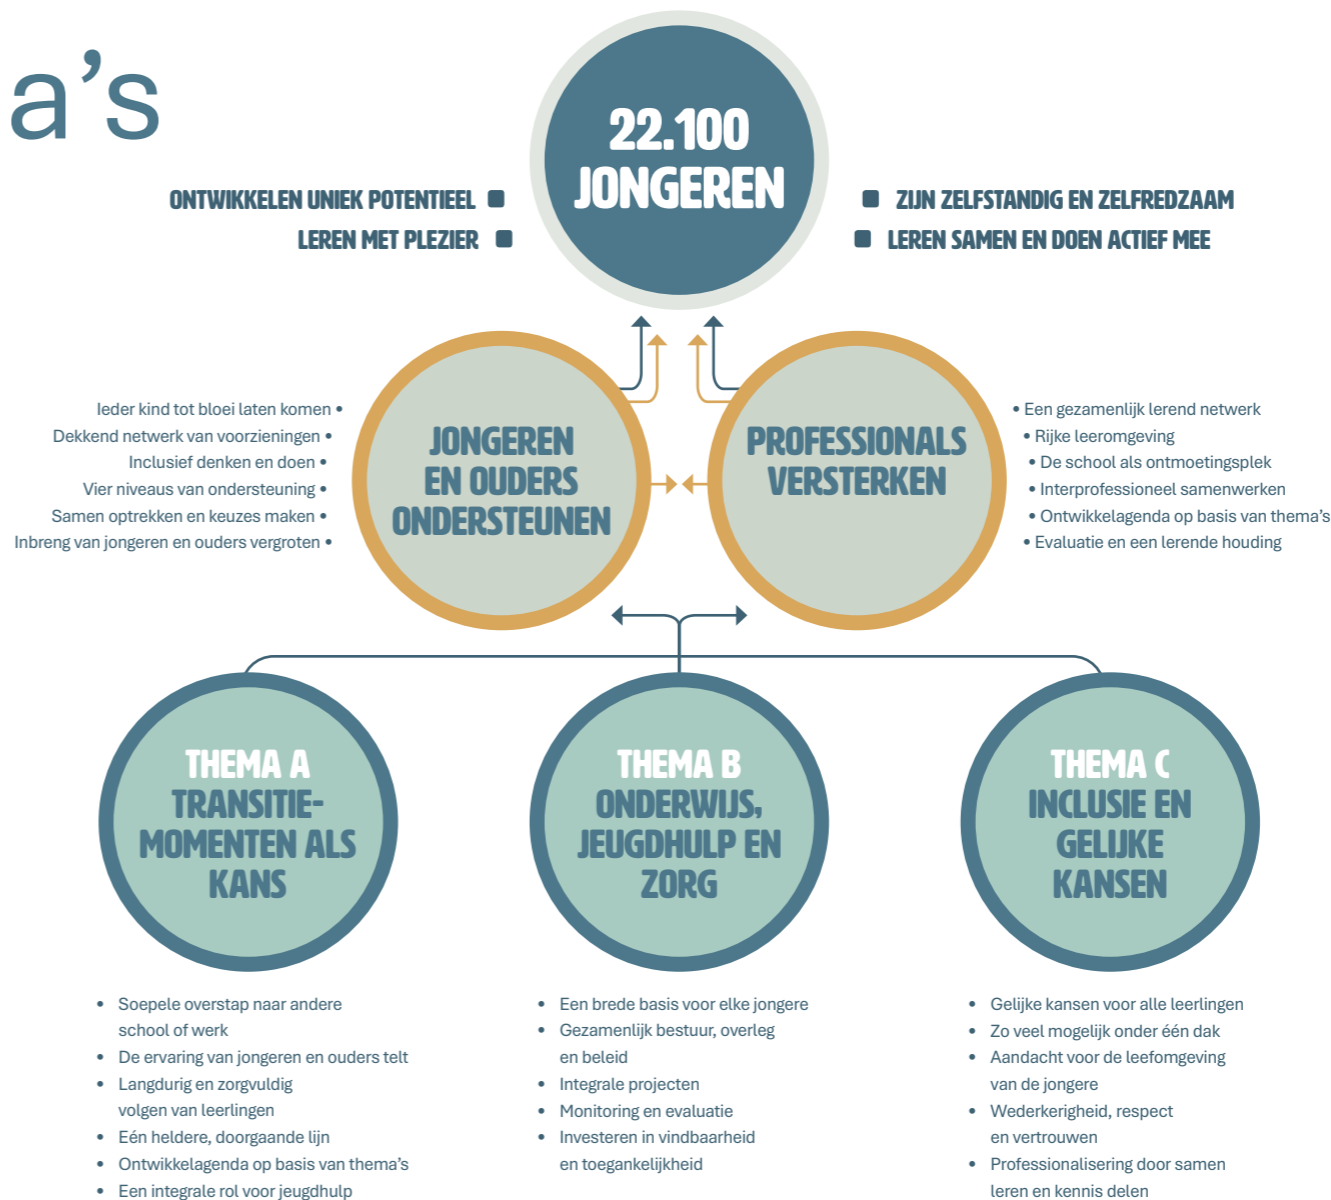 a's
22.100
JONGEREN
ONTWIKKELEN UNIEK POTENTIEEL
LEREN MET PLEZIER
ZIJN ZELFSTANDIG EN ZELFREDZAAM
LEREN SAMEN EN DOEN ACTIEF MEE
Ieder kind tot bloei laten komen •
Dekkend netwerk van voorzieningen •
Inclusief denken en doen •
Vier niveaus van ondersteuning •
Samen optrekken en keuzes maken •
Inbreng van jongeren en ouders vergroten •
JONGEREN
EN OUDERS
ONDERSTEUNEN
PROFESSIONALS
VERSTERKEN
• Een gezamenlijk lerend netwerk
• Rijke leeromgeving
• De school als ontmoetingsplek
• Interprofessioneel samenwerken
• Ontwikkelagenda op basis van thema's
• Evaluatie en een lerende houding
THEMA A
TRANSITIE-
MOMENTEN ALS
KANS
• Soepele overstap naar andere
school of werk
• De ervaring van jongeren en ouders telt
• Langdurig en zorgvuldig
volgen van leerlingen
• Eén heldere, doorgaande lijn
• Ontwikkelagenda op basis van thema's
• Een integrale rol voor jeugdhulp
THEMA B
ONDERWIJS,
JEUGDHULP EN
ZORG
• Een brede basis voor elke jongere
• Gezamenlijk bestuur, overleg
en beleid
• Integrale projecten
• Monitoring en evaluatie
• Investeren in vindbaarheid
en toegankelijkheid
THEMA C
INCLUSIE EN
GELIJKE
KANSEN
• Gelijke kansen voor alle leerlingen
• Zo veel mogelijk onder één dak
• Aandacht voor de leefomgeving
van de jongere
• Wederkerigheid, respect
en vertrouwen
• Professionalisering door samen
leren en kennis delen